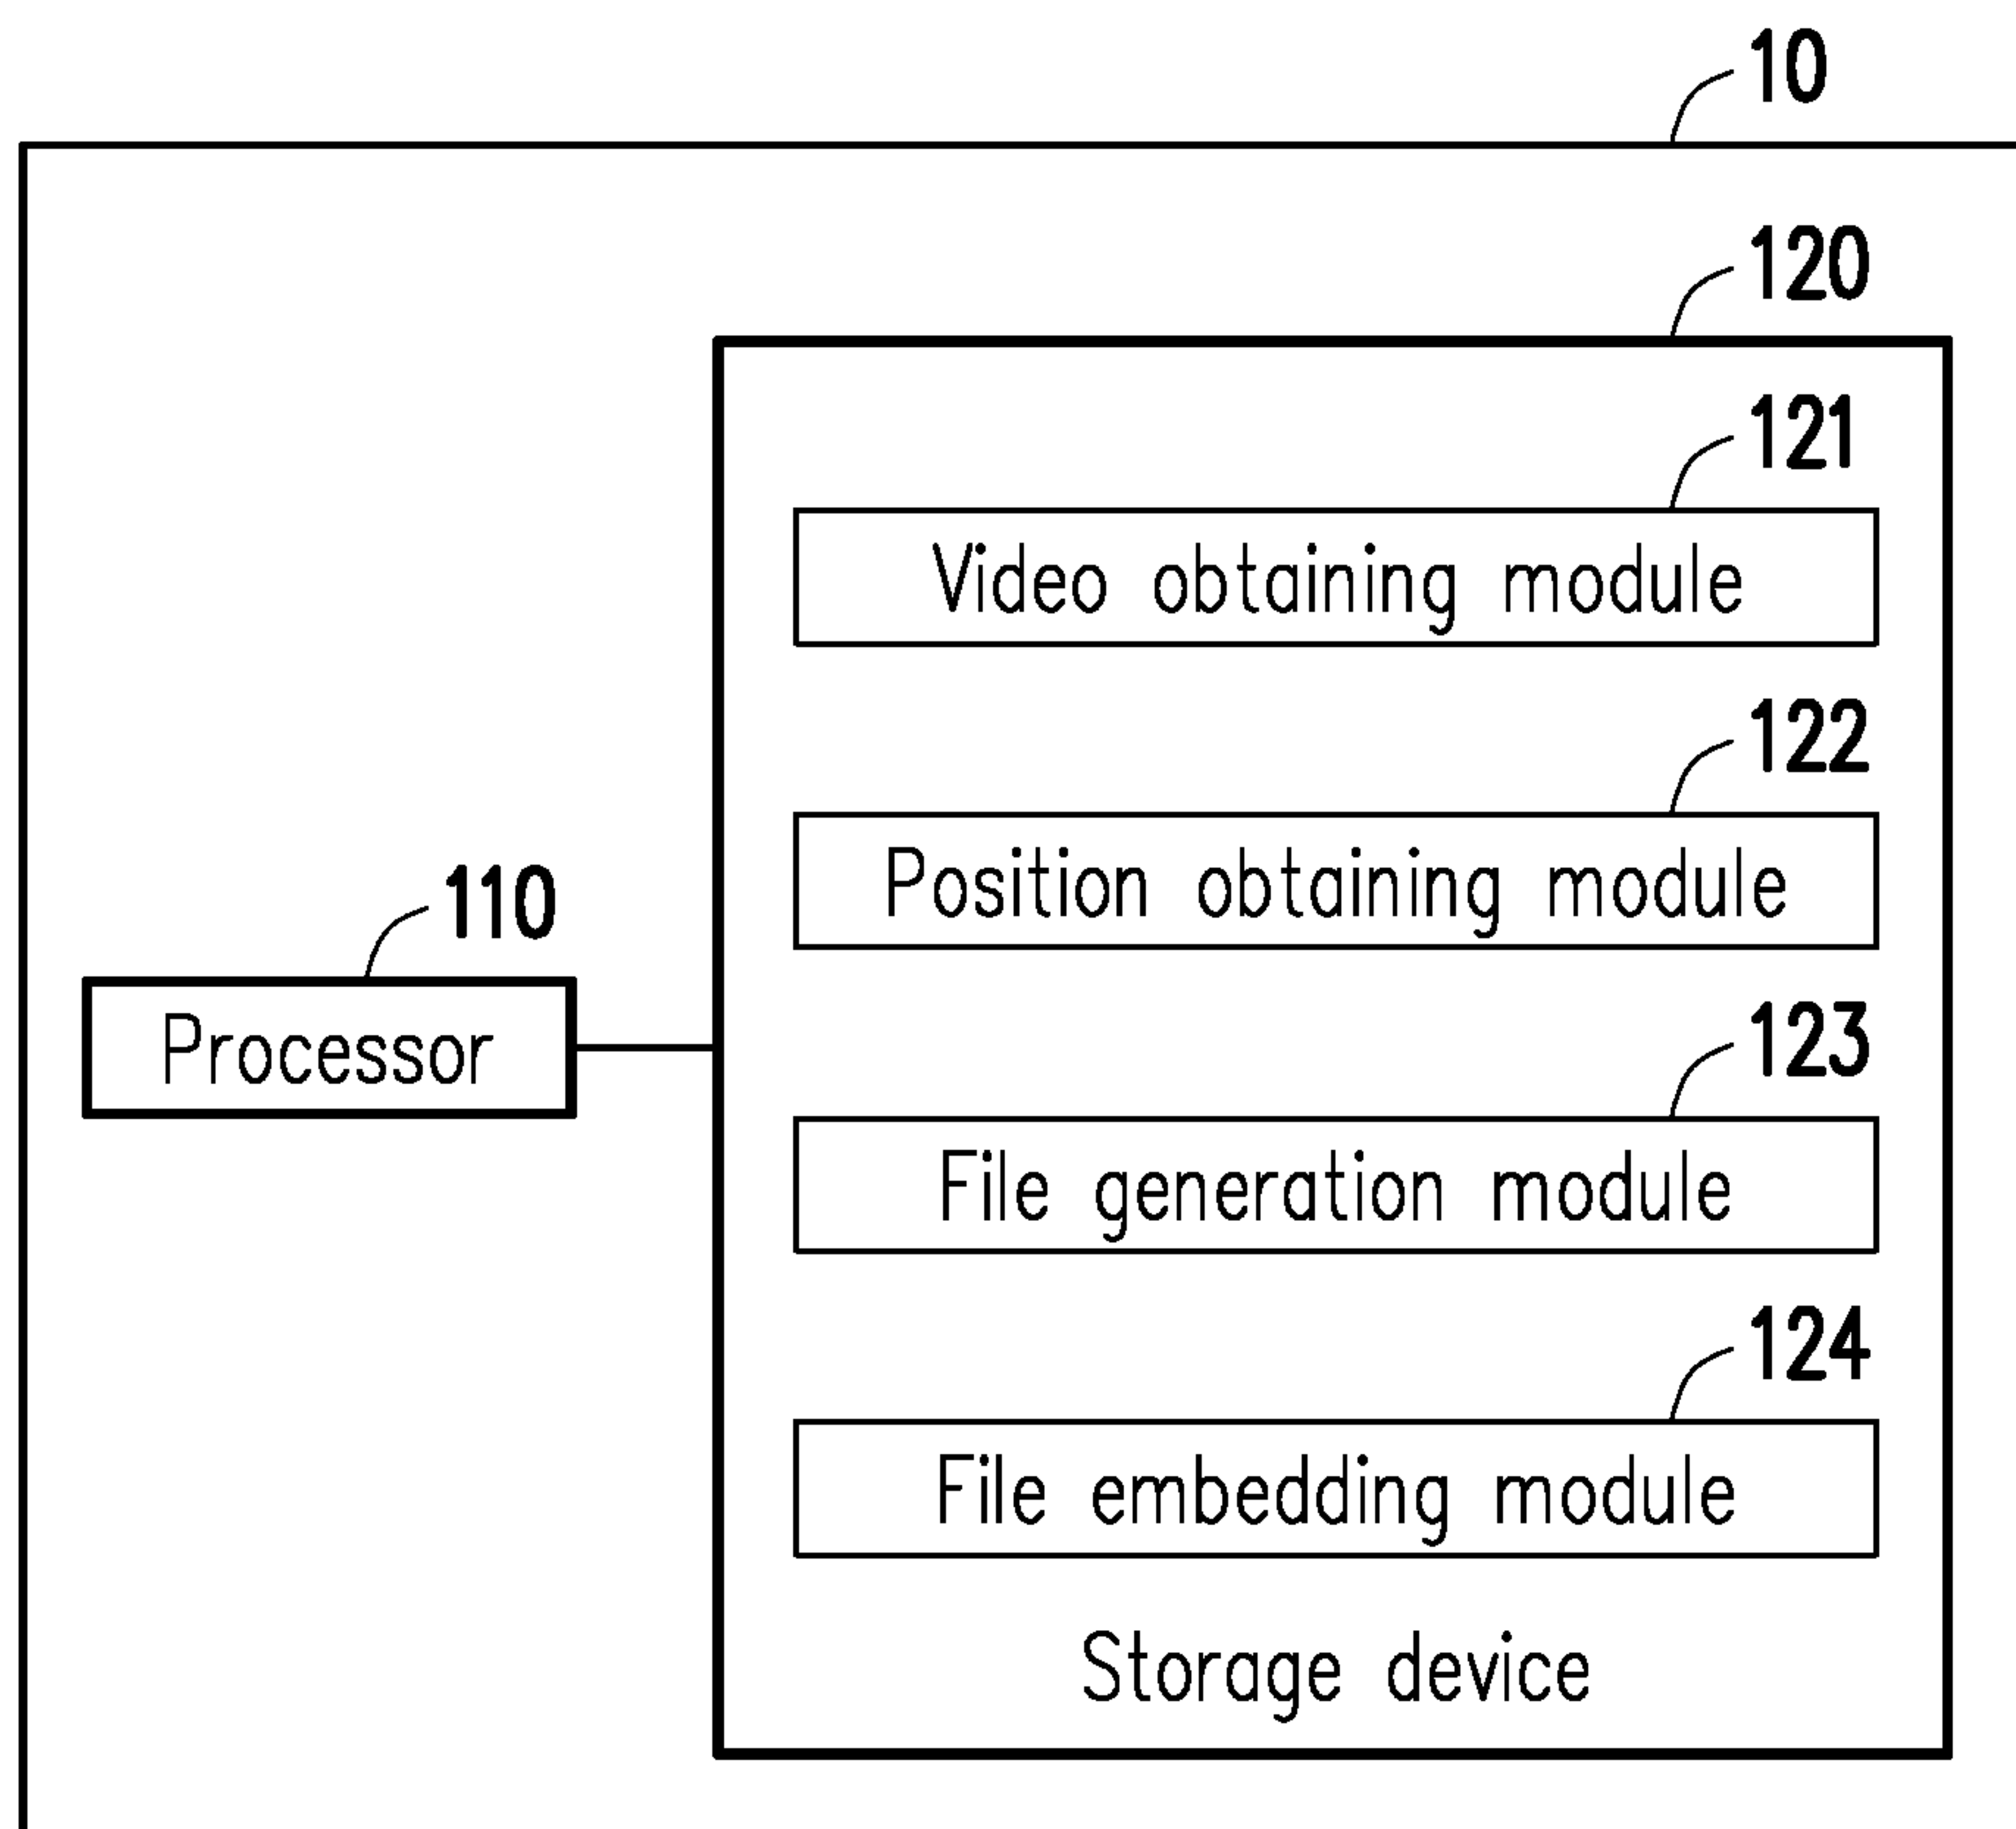 10
120
121
Video obtaining module
122
Position obtaining module
110
Processor
123
File generation module
124
File embedding module
Storage device